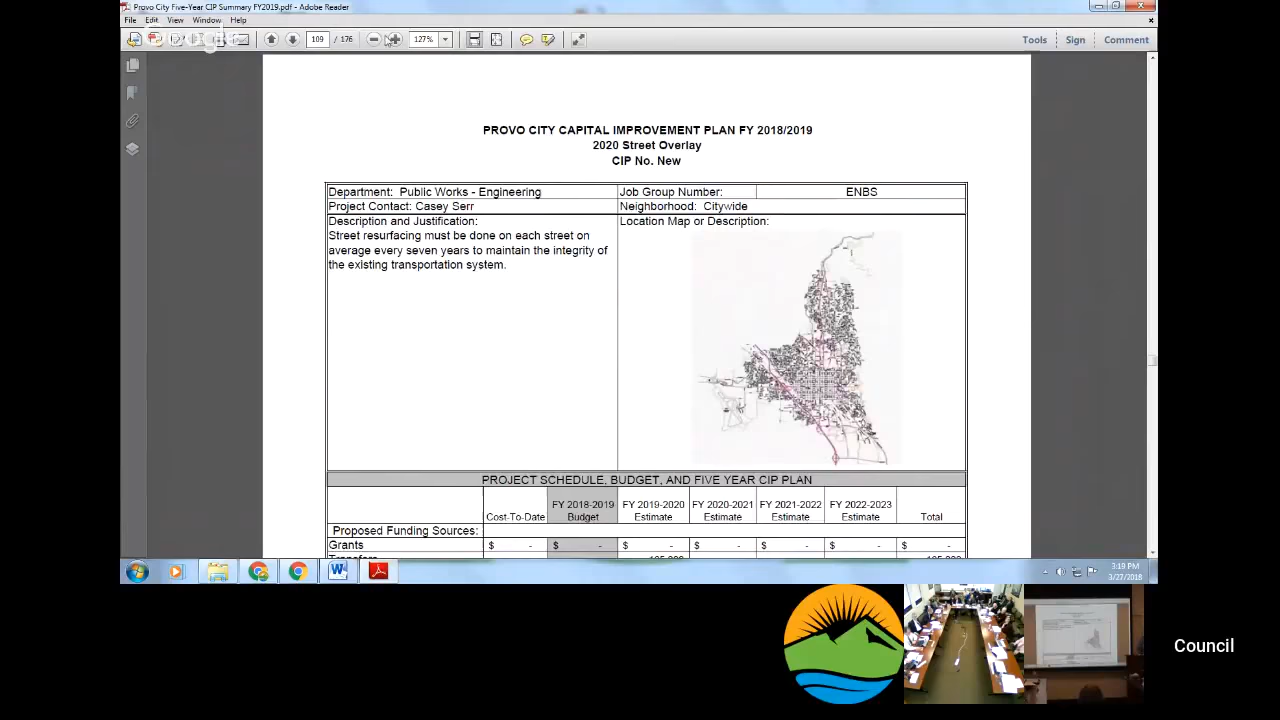 Provo City Five-Year CIP Summary FY2019.pdf - Adobe Reader
File Edit View Window Help
109 / 176 127% Tools Sign Comment
PROVO CITY CAPITAL IMPROVEMENT PLAN FY 2018/2019
2020 Street Overlay
CIP No. New
Department: Public Works - Engineering Job Group Number: ENBS
Project Contact: Casey Serr Neighborhood: Citywide
Description and Justification: Location Map or Description:
Street resurfacing must be done on each street on
average every seven years to maintain the integrity of
the existing transportation system.
PROJECT SCHEDULE, BUDGET, AND FIVE YEAR CIP PLAN
FY 2018-2019 FY 2019-2020 FY 2020-2021 FY 2021-2022 FY 2022-2023
Cost-To-Date Budget Estimate Estimate Estimate Estimate Total
Proposed Funding Sources:
Grants $ - $ - $ - $ - $ - $ - $ -
3:19 PM
3/27/2018
Council